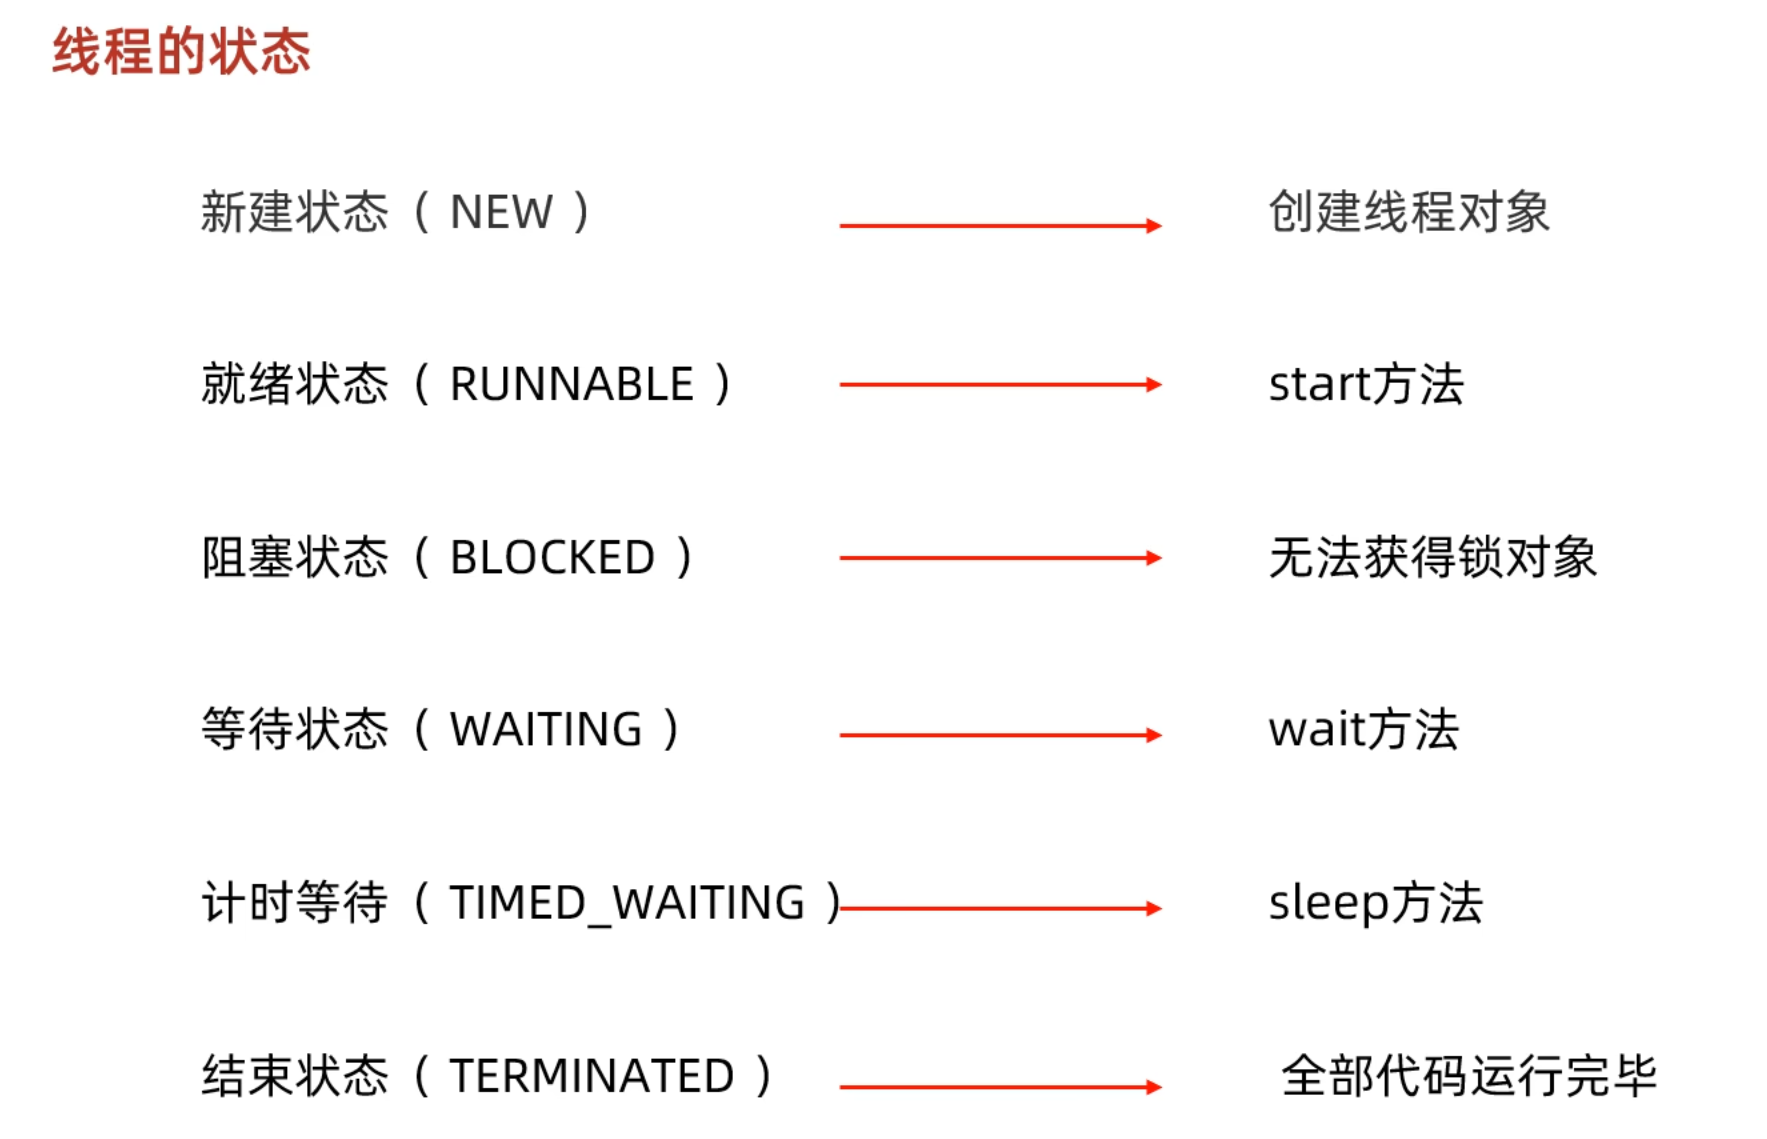 线程的状态
新建状态（ NEW ） 创建线程对象
就绪状态（ RUNNABLE ） start方法
阻塞状态（ BLOCKED ） 无法获得锁对象
等待状态（ WAITING ） wait方法
计时等待（ TIMED_WAITING ） sleep方法
结束状态（ TERMINATED ） 全部代码运行完毕